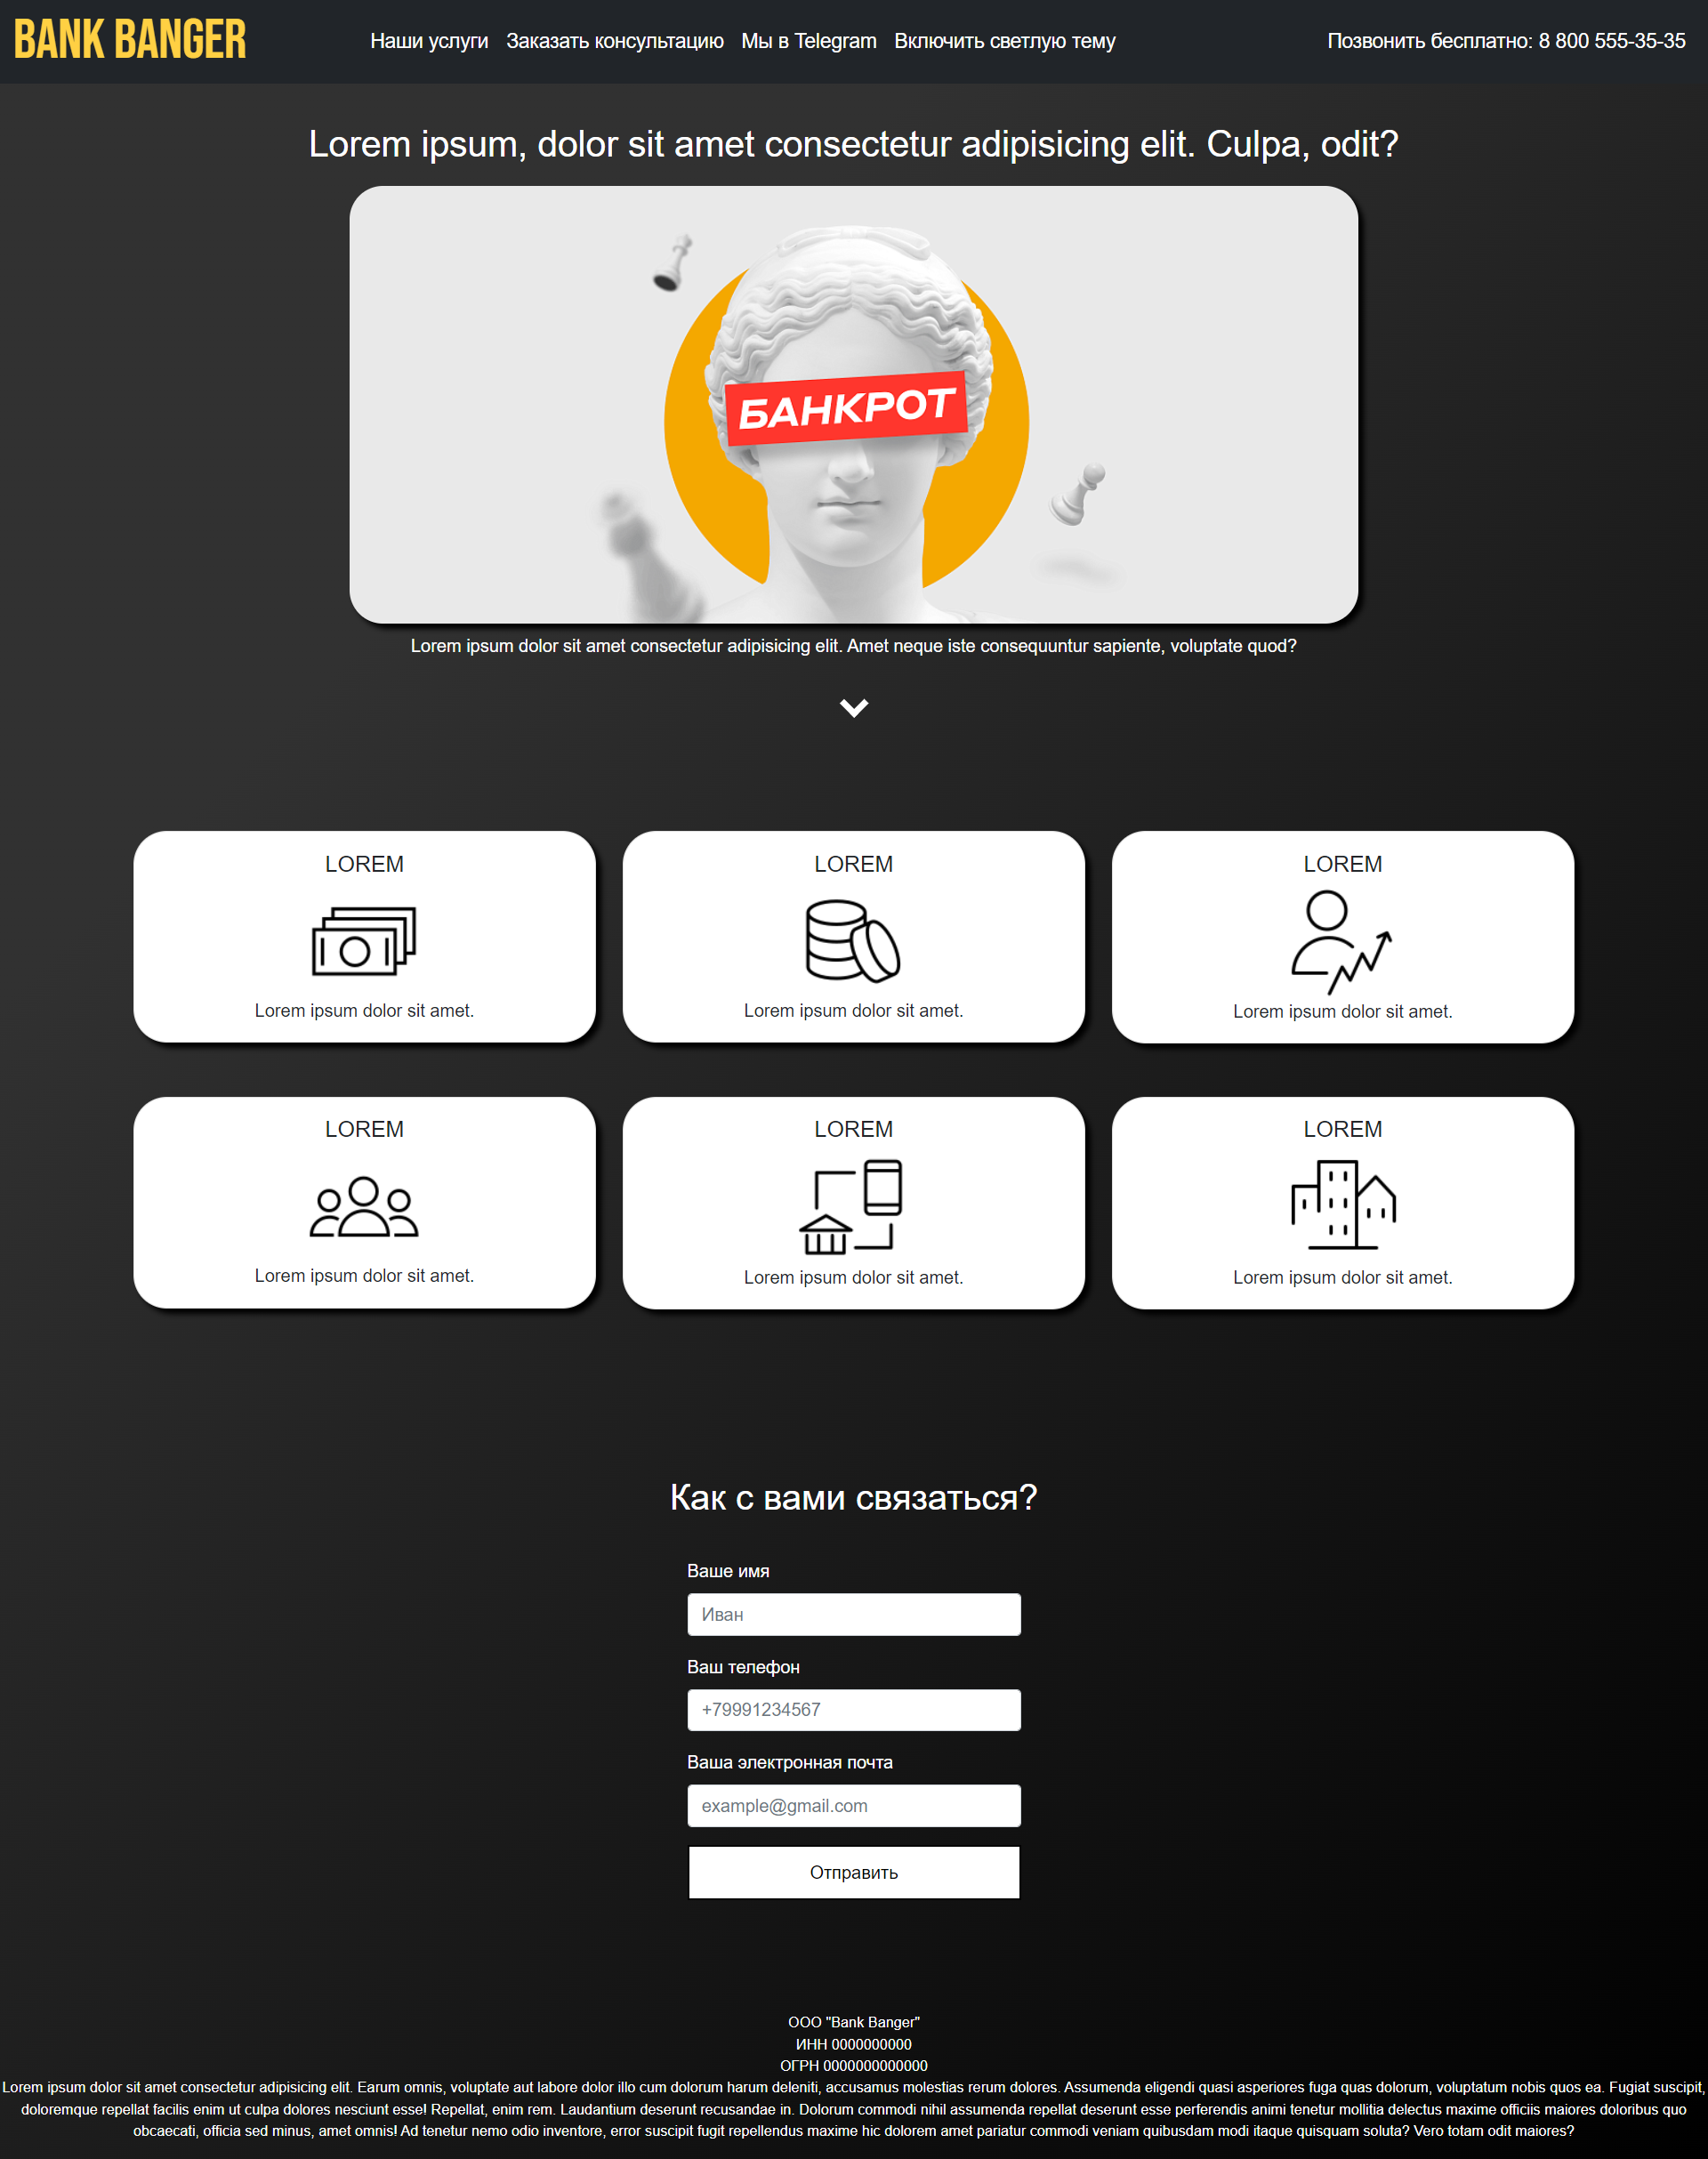 BANK BANGER
Наши услуги Заказать консультацию Мы в Telegram Включить светлую тему
Позвонить бесплатно: 8 800 555-35-35
Lorem ipsum, dolor sit amet consectetur adipisicing elit. Culpa, odit?
БАНКРОТ
Lorem ipsum dolor sit amet consectetur adipisicing elit. Amet neque iste consequuntur sapiente, voluptate quod?
LOREM
Lorem ipsum dolor sit amet.
LOREM
Lorem ipsum dolor sit amet.
LOREM
Lorem ipsum dolor sit amet.
LOREM
Lorem ipsum dolor sit amet.
LOREM
Lorem ipsum dolor sit amet.
LOREM
Lorem ipsum dolor sit amet.
Как с вами связаться?
Ваше имя
Иван
Ваш телефон
+79991234567
Ваша электронная почта
example@gmail.com
Отправить
ООО "Bank Banger"
ИНН 0000000000
ОГРН 0000000000000
Lorem ipsum dolor sit amet consectetur adipisicing elit. Earum omnis, voluptate aut labore dolor illo cum dolorum harum deleniti, accusamus molestias rerum dolores. Assumenda eligendi quasi asperiores fuga quas dolorum, voluptatum nobis quos ea. Fugiat suscipit,
doloremque repellat facilis enim ut culpa dolores nesciunt esse! Repellat, enim rem. Laudantium deserunt recusandae in. Dolorum commodi nihil assumenda repellat deserunt esse perferendis animi tenetur mollitia delectus maxime officiis maiores doloribus quo
obcaecati, officia sed minus, amet omnis! Ad tenetur nemo odio inventore, error suscipit fugit repellendus maxime hic dolorem amet pariatur commodi veniam quibusdam modi itaque quisquam soluta? Vero totam odit maiores?